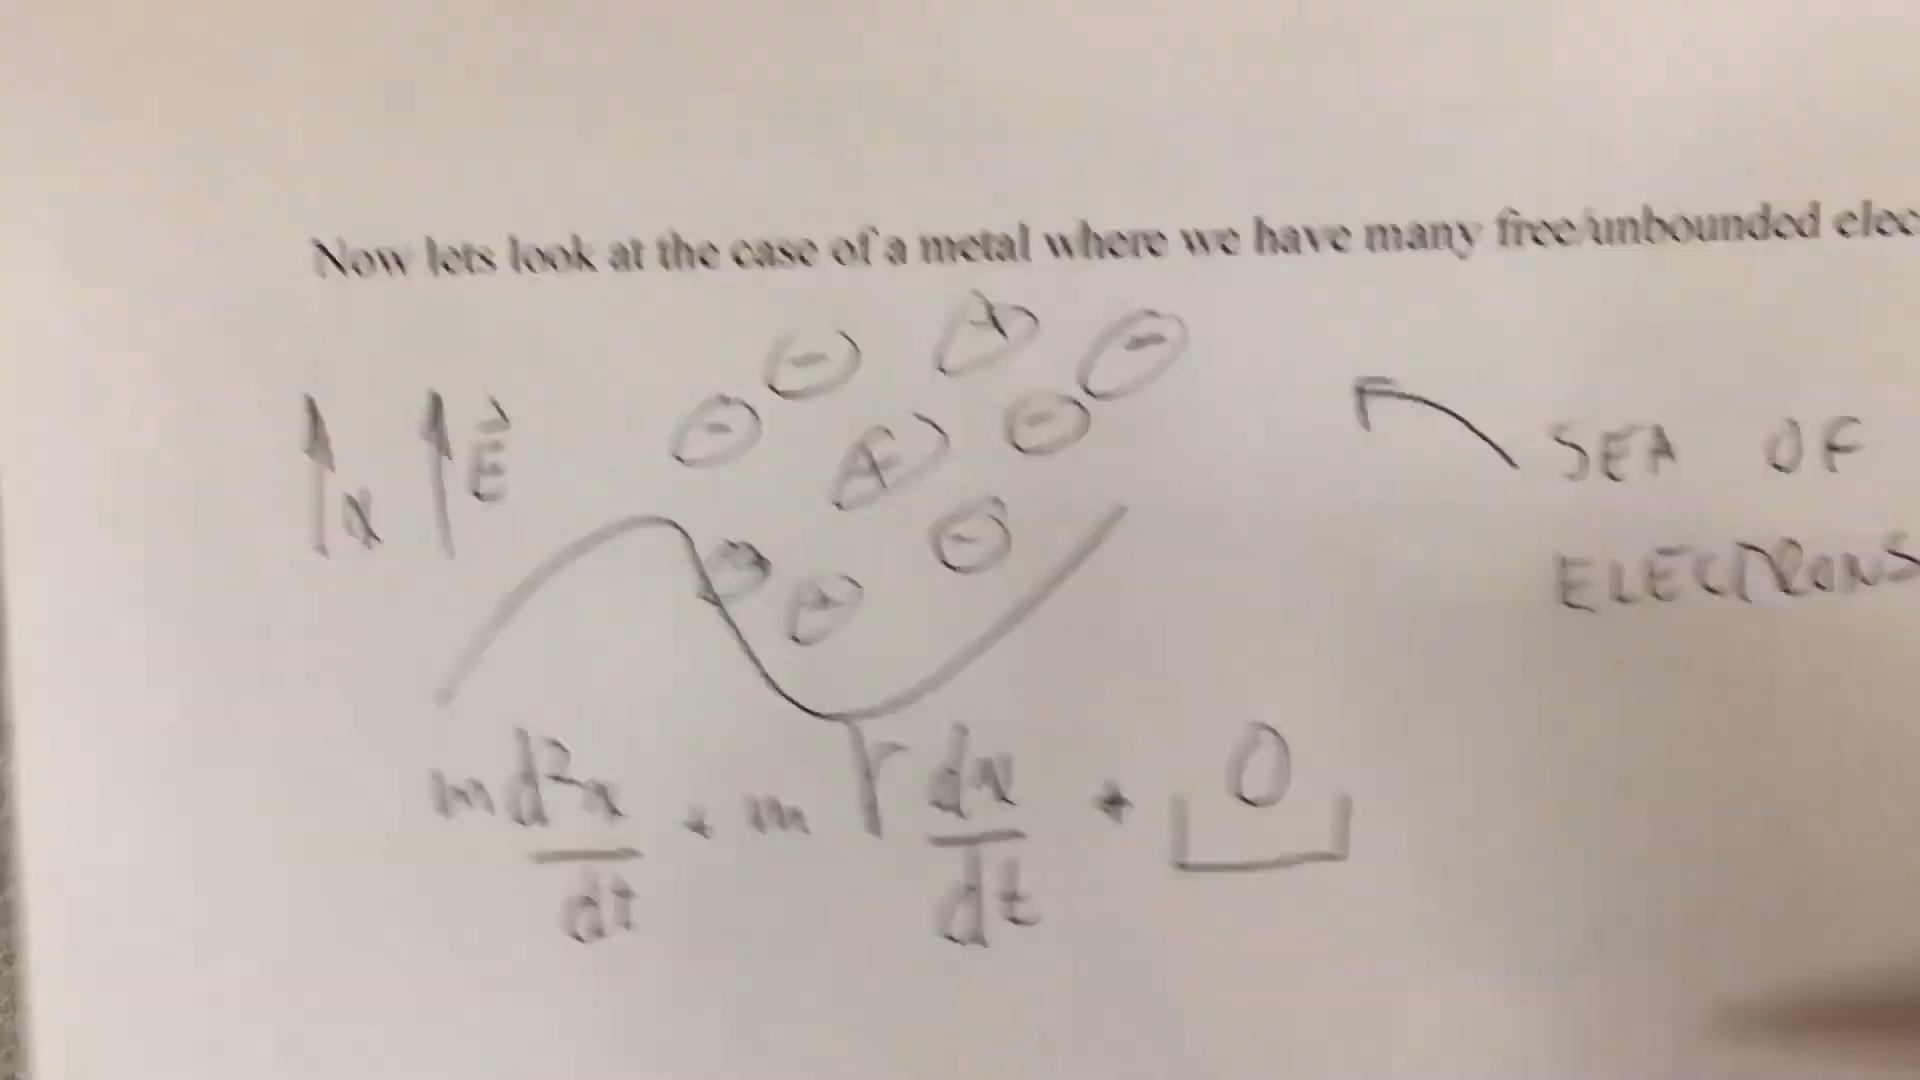 Now lets look at the case of a metal where we have many free/unbounded elec
x E⃗
SEA OF
ELECTRONS
m d²x/dt + m Γ dx/dt + 0